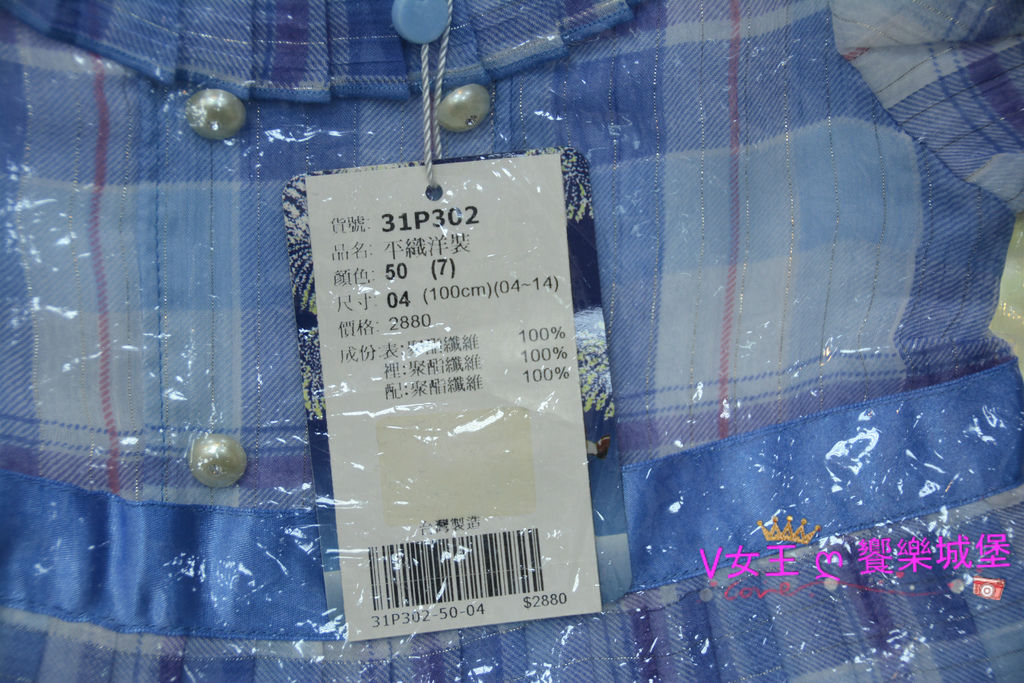 貨號: 31P302
品名: 平織洋裝
顏色: 50 (7)
尺寸: 04 (100cm)(04~14)
價格: 2880
成份 表:聚酯纖維 100%
裡:聚酯纖維 100%
配:聚酯纖維 100%
台灣製造
31P302-50-04 $2880
V女王 ღ 饗樂城堡
Love